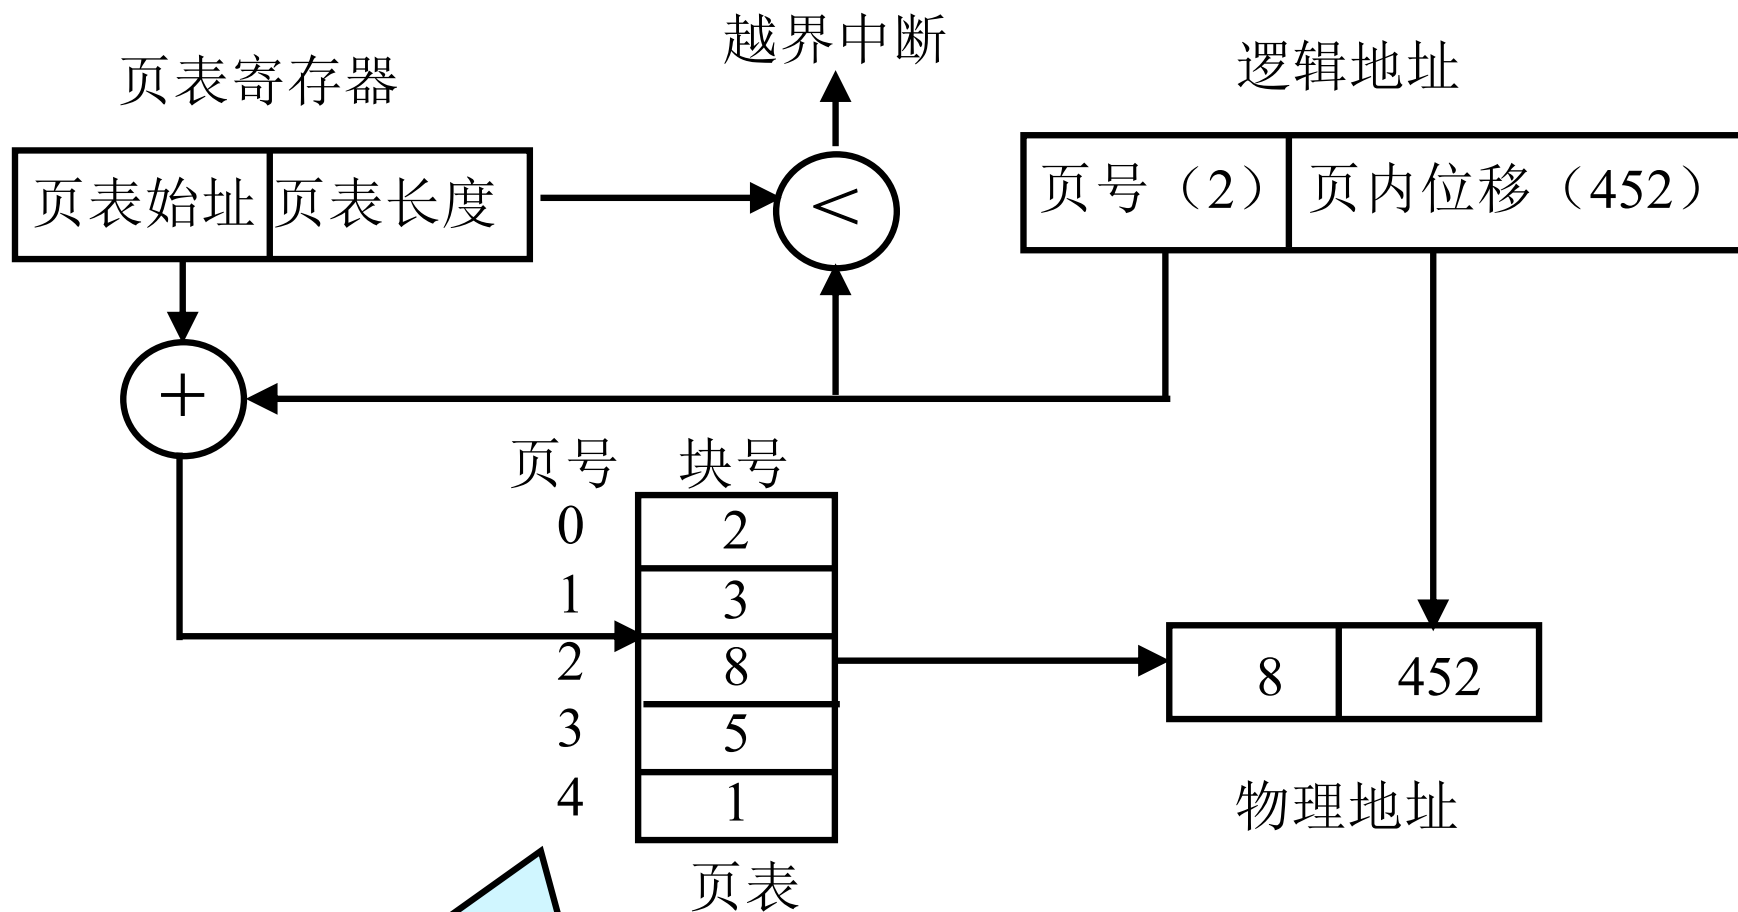 越界中断
页表寄存器
逻辑地址
页表始址 页表长度
<
页号（2） 页内位移（452）
+
页号 块号
0 2
1 3
2 8
3 5
4 1
8 452
物理地址
页表